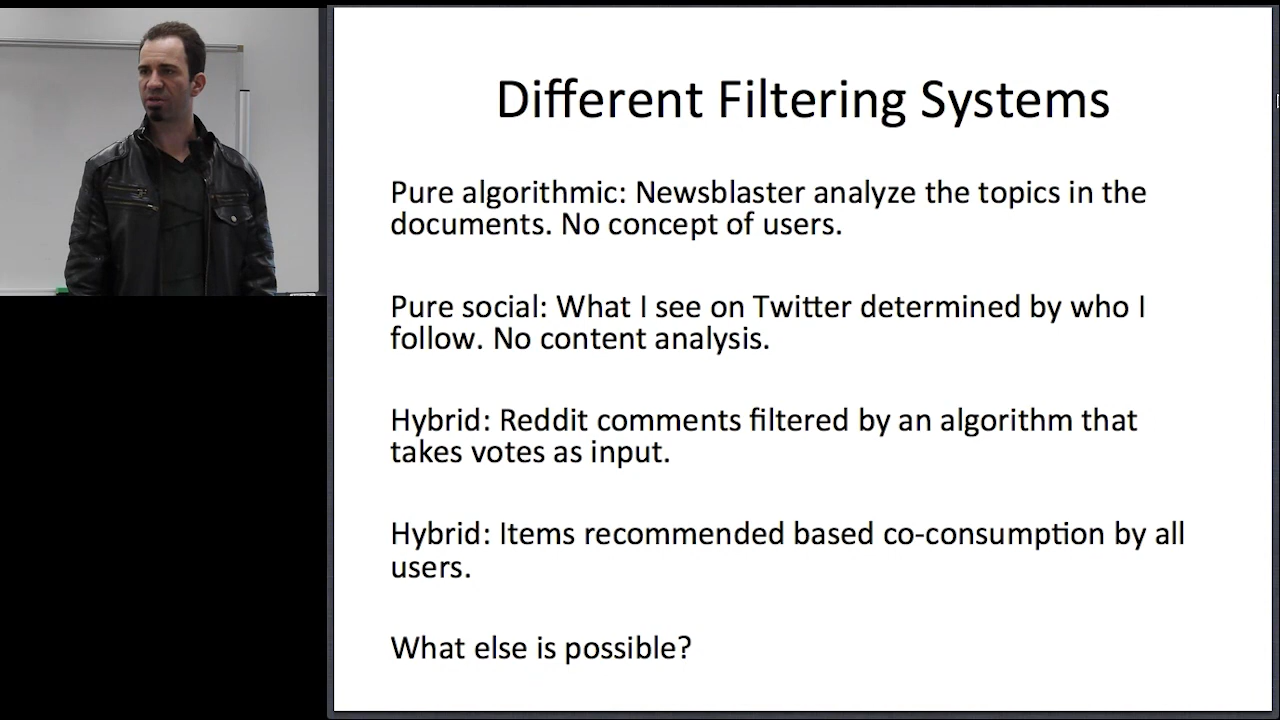 Different Filtering Systems
Pure algorithmic: Newsblaster analyze the topics in the
documents. No concept of users.
Pure social: What I see on Twitter determined by who I
follow. No content analysis.
Hybrid: Reddit comments filtered by an algorithm that
takes votes as input.
Hybrid: Items recommended based co-consumption by all
users.
What else is possible?